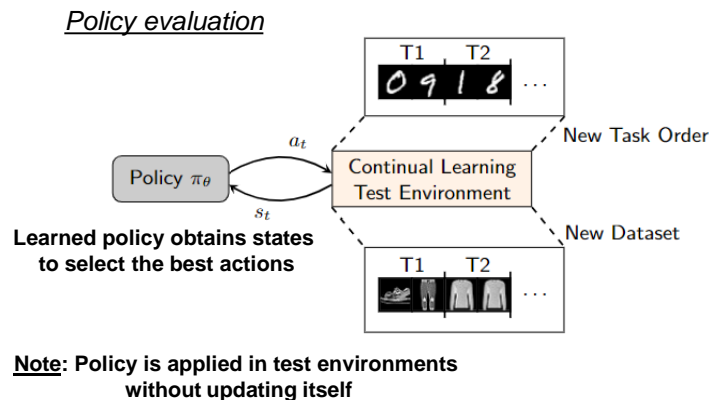 Policy evaluation
T1 T2
0 9 1 8 ...
New Task Order
a_t
Policy π_θ
Continual Learning
Test Environment
s_t
New Dataset
Learned policy obtains states
to select the best actions
T1 T2
...
Note: Policy is applied in test environments
without updating itself